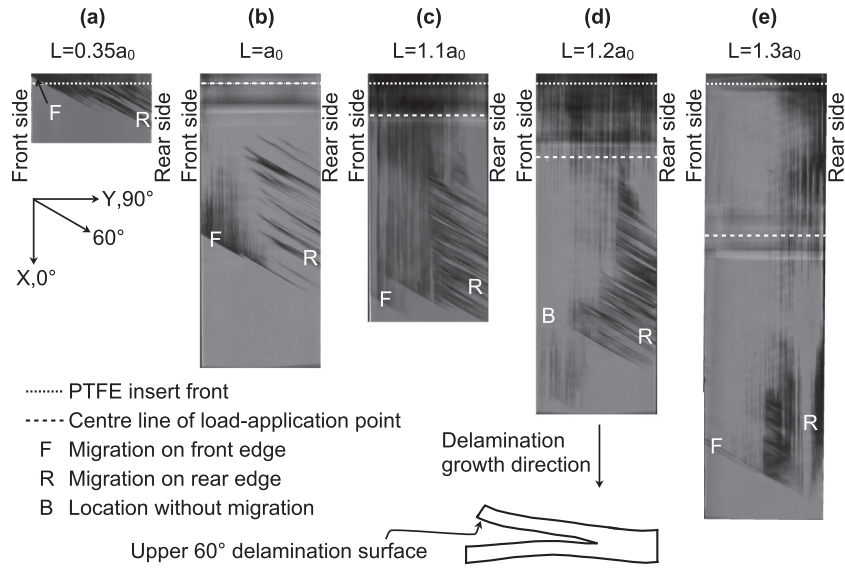 (a) (b) (c) (d) (e)
L=0.35a₀ L=a₀ L=1.1a₀ L=1.2a₀ L=1.3a₀
Front side
F
R
Rear side
Front side
F
R
Rear side
Front side
F
R
Rear side
Front side
B
R
Rear side
Front side
F
R
Rear side
Y,90°
60°
X,0°
PTFE insert front
Centre line of load-application point
F Migration on front edge
R Migration on rear edge
B Location without migration
Delamination
growth direction
Upper 60° delamination surface